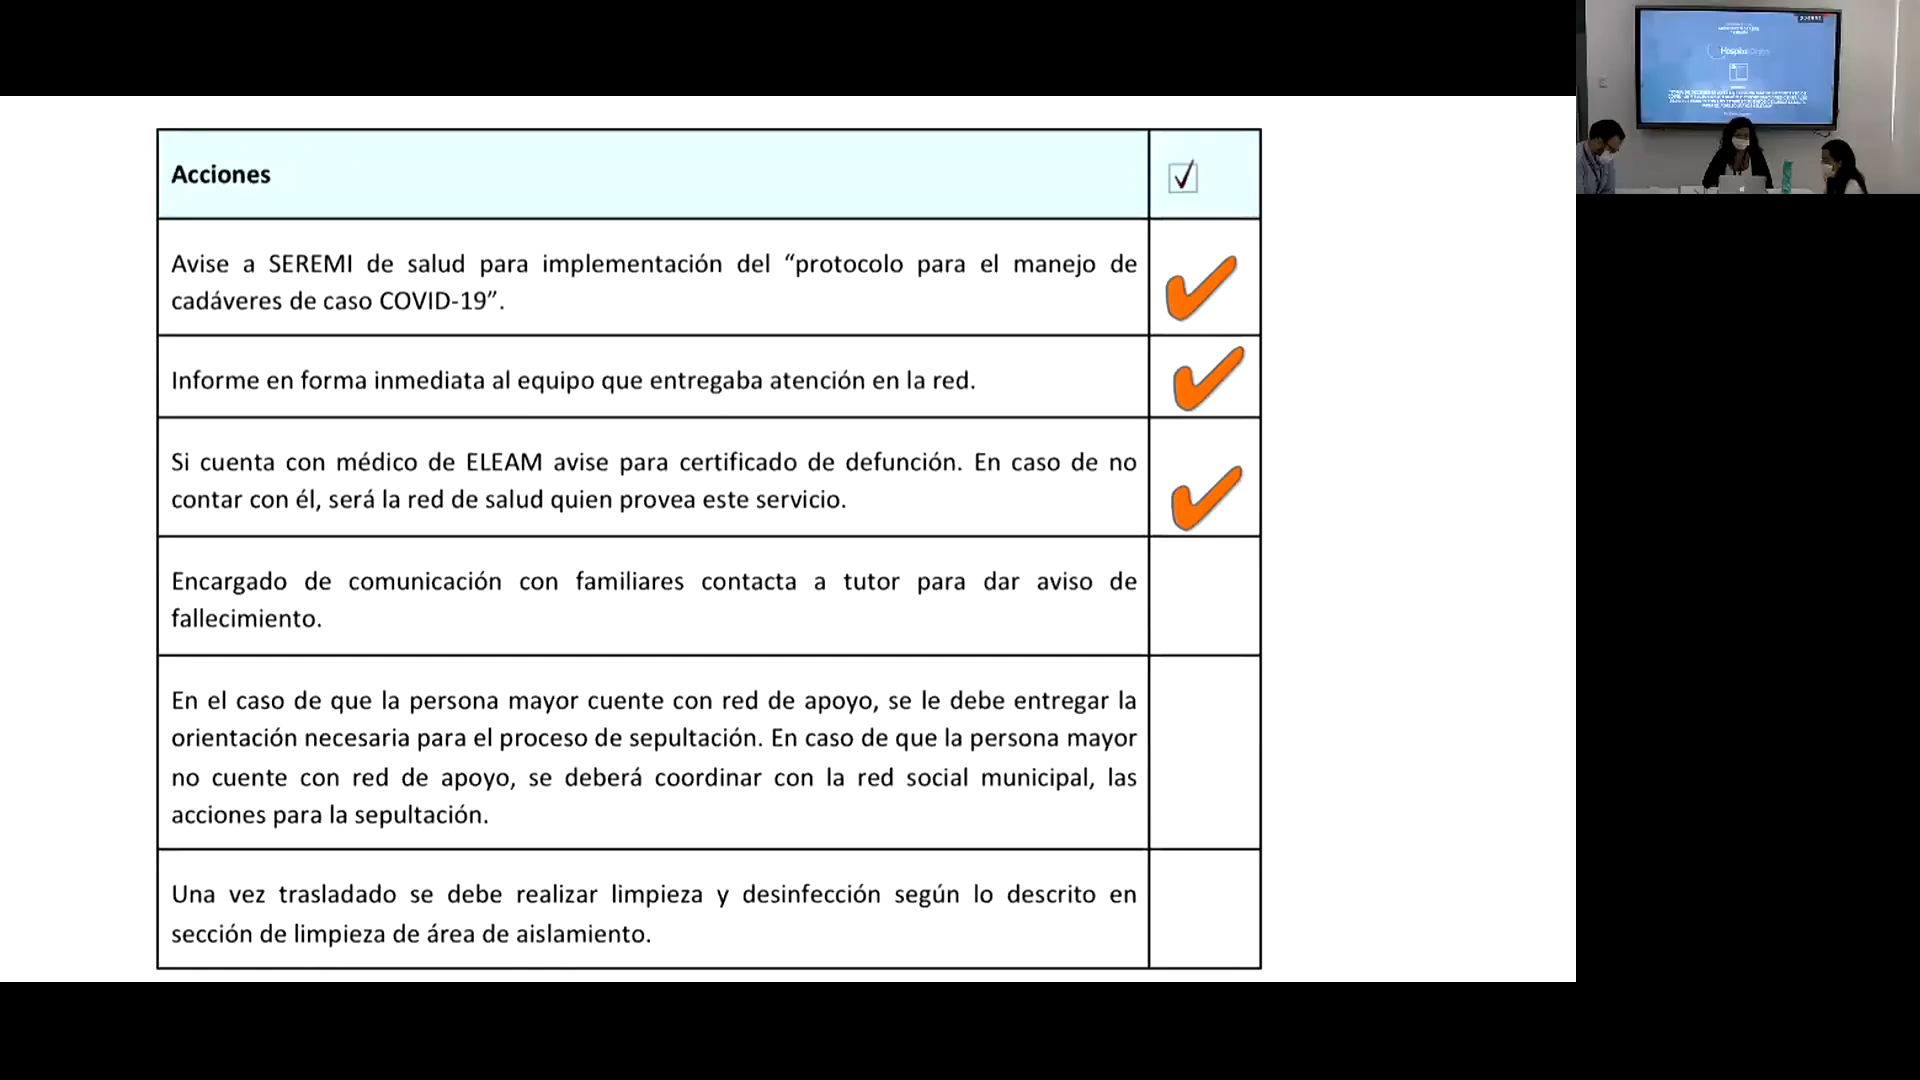 Acciones
Avise a SEREMI de salud para implementación del “protocolo para el manejo de
cadáveres de caso COVID-19”.
Informe en forma inmediata al equipo que entregaba atención en la red.
Si cuenta con médico de ELEAM avise para certificado de defunción. En caso de no
contar con él, será la red de salud quien provea este servicio.
Encargado de comunicación con familiares contacta a tutor para dar aviso de
fallecimiento.
En el caso de que la persona mayor cuente con red de apoyo, se le debe entregar la
orientación necesaria para el proceso de sepultación. En caso de que la persona mayor
no cuente con red de apoyo, se deberá coordinar con la red social municipal, las
acciones para la sepultación.
Una vez trasladado se debe realizar limpieza y desinfección según lo descrito en
sección de limpieza de área de aislamiento.